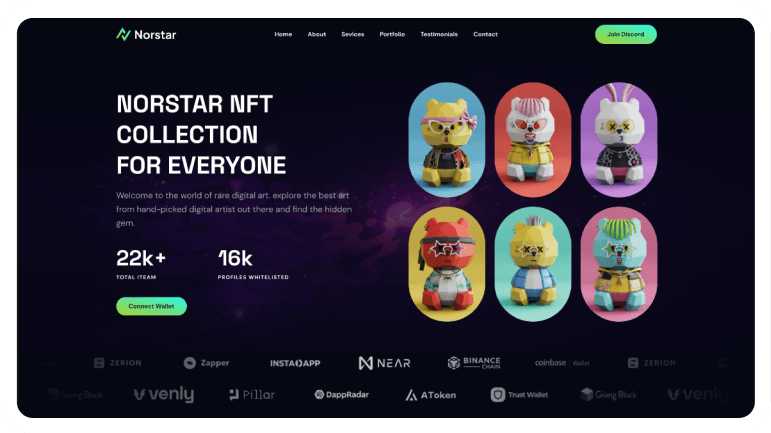 Norstar
Home About Sevices Portfolio Testimonials Contact
Join Discord
NORSTAR NFT
COLLECTION
FOR EVERYONE
Welcome to the world of rare digital art. explore the best art
from hand-picked digital artist out there and find the hidden
gem.
22k+ 16k
TOTAL ITEAM PROFILES WHITELISTED
Connect Wallet
ZERION Zapper INSTADAPP NEAR BINANCE CHAIN coinbase | Wallet ZERION
Going Block venly Pillar DappRadar AToken Trust Wallet Going Block venly